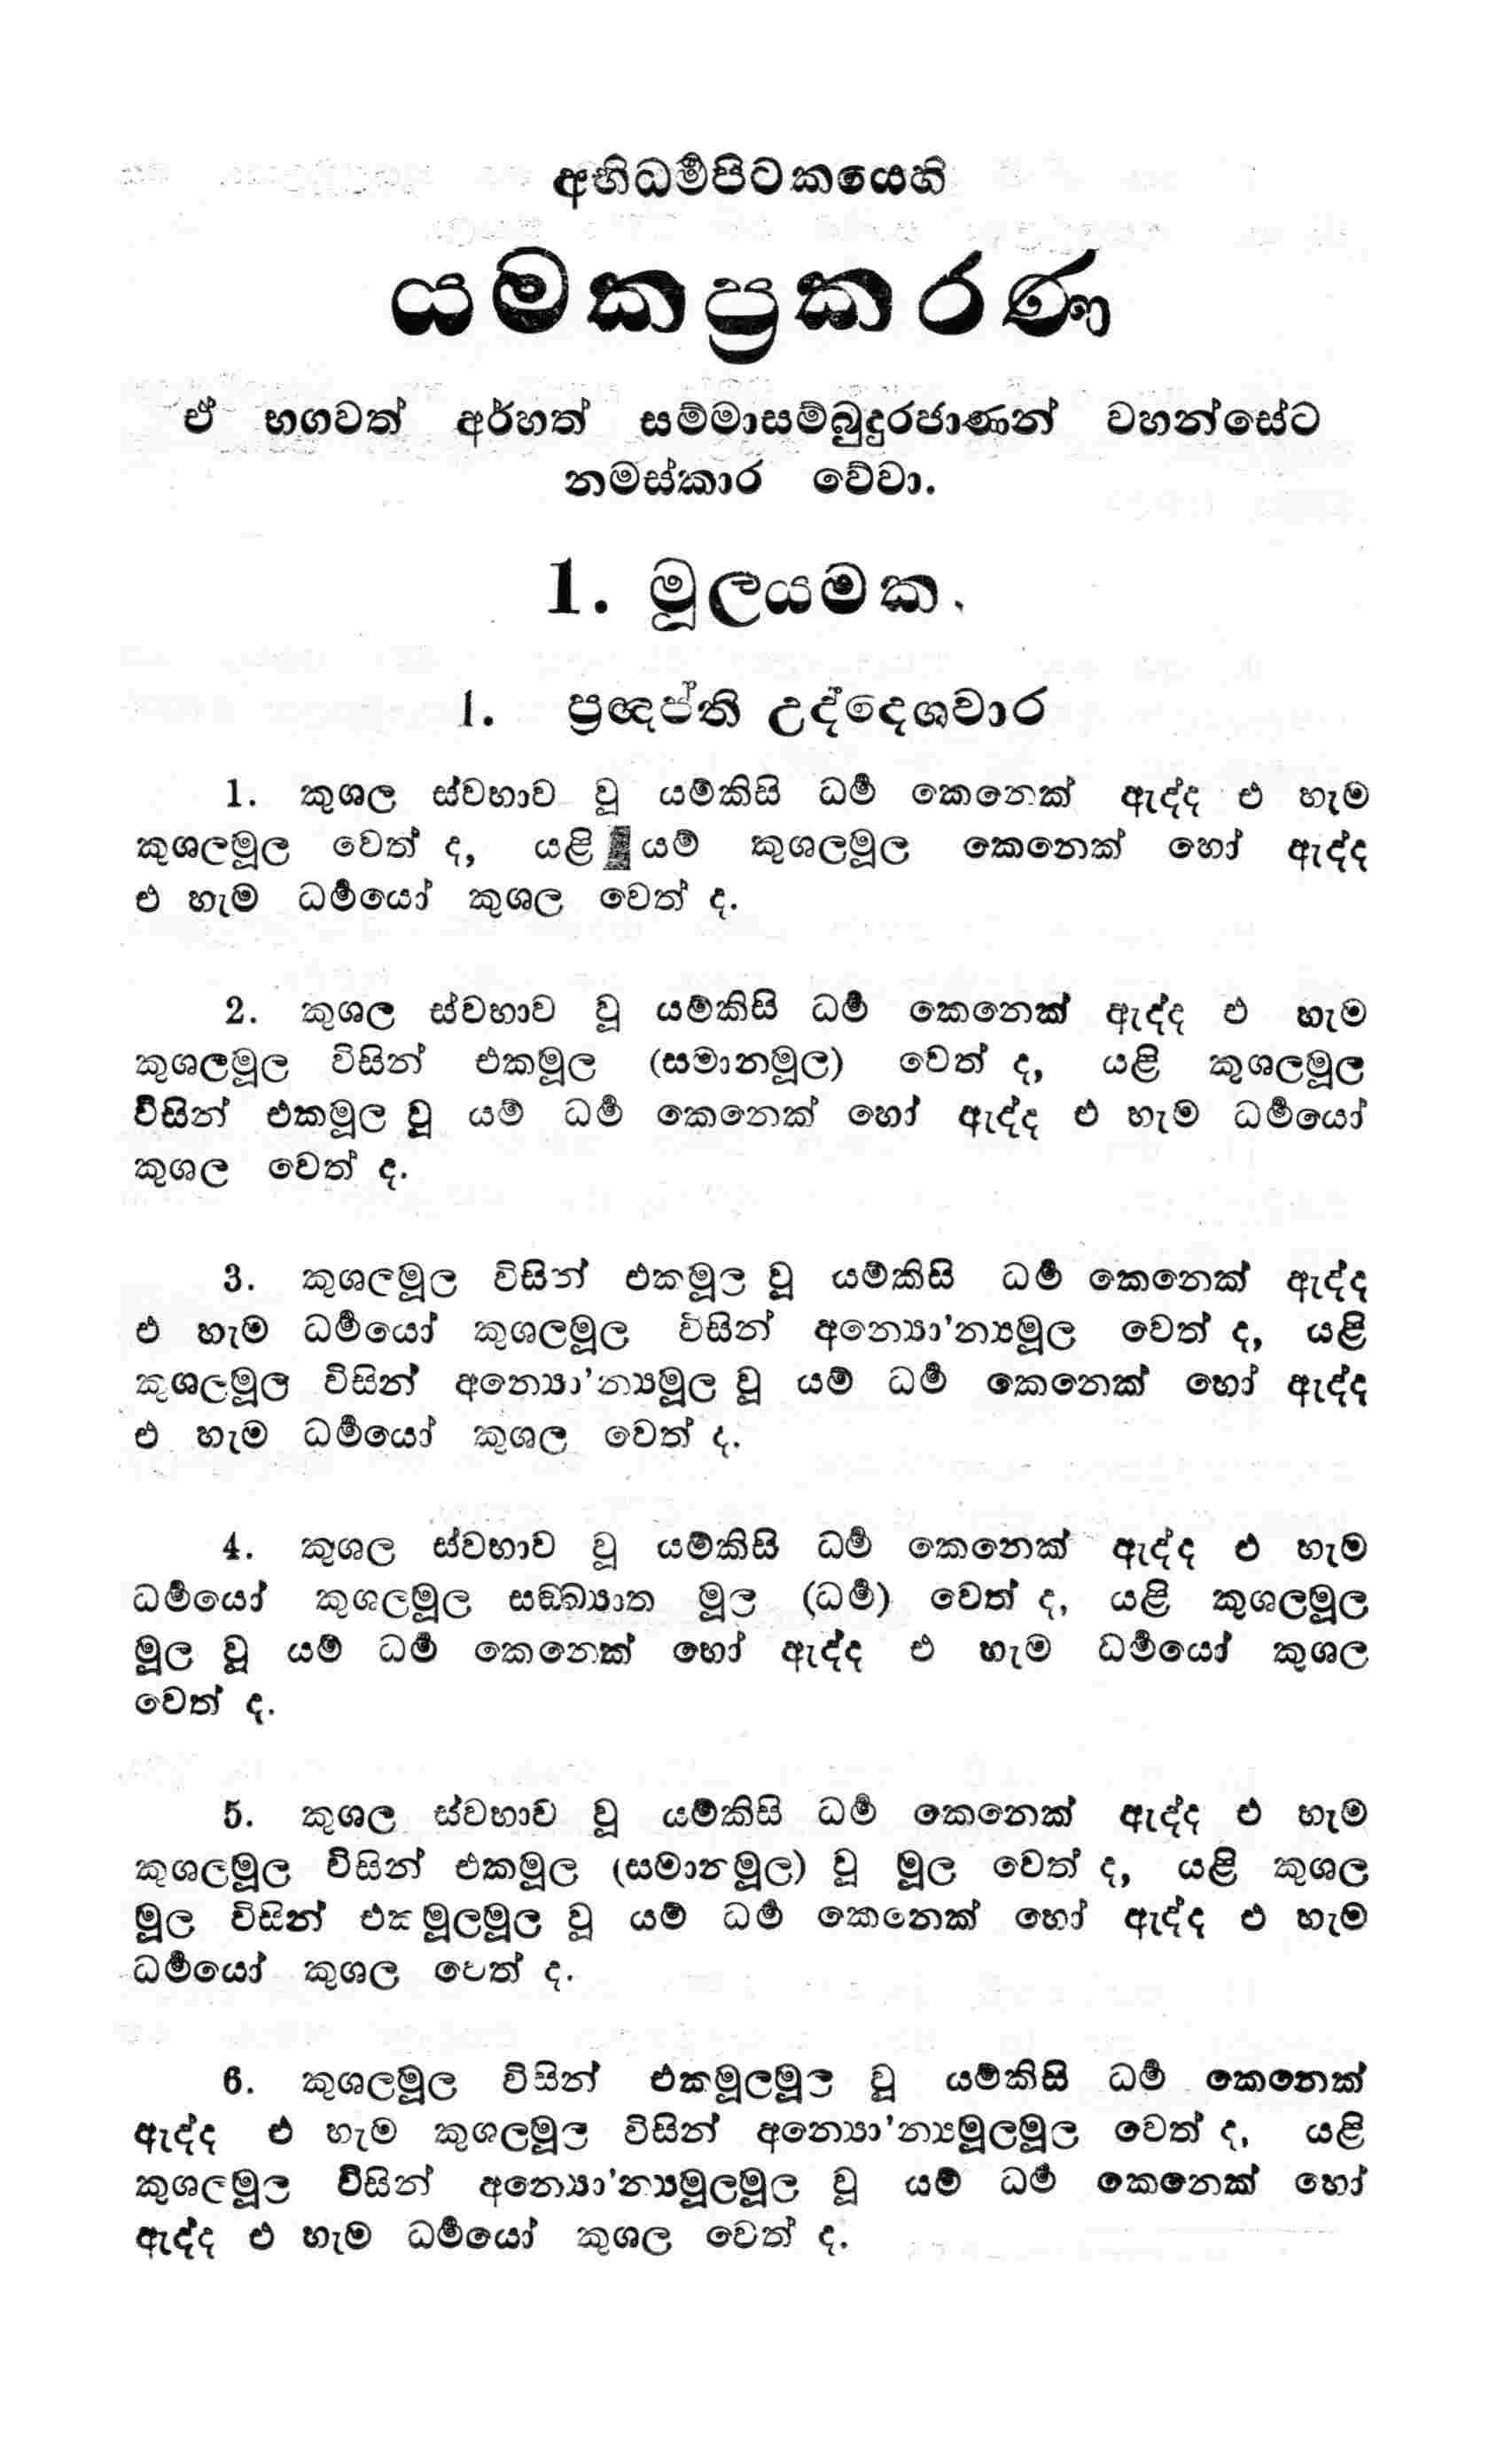 අභිධර්‍මපිටකයෙහි
යමකප්‍රකරණ
ඒ භගවත් අර්හත් සම්මාසම්බුදුරජාණන් වහන්සේට
නමස්කාර වේවා.
1. මූලයමක.
1. ප්‍රඥප්ති උද්දෙශවාර
1. කුශල ස්වභාව වූ යම්කිසි ධර්‍ම කෙනෙක් ඇද්ද එ හැම
කුශලමූල වෙත් ද, යළි යම් කුශලමූල කෙනෙක් හෝ ඇද්ද
එ හැම ධර්‍මයෝ කුශල වෙත් ද.
2. කුශල ස්වභාව වූ යම්කිසි ධර්‍ම කෙනෙක් ඇද්ද එ හැම
කුශලමූල විසින් එකමූල (සමානමූල) වෙත් ද, යළි කුශලමූල
විසින් එකමූල වූ යම් ධර්‍ම කෙනෙක් හෝ ඇද්ද එ හැම ධර්‍මයෝ
කුශල වෙත් ද.
3. කුශලමූල විසින් එකමූල වූ යම්කිසි ධර්‍ම කෙනෙක් ඇද්ද
එ හැම ධර්‍මයෝ කුශලමූල විසින් අන්‍යො'න්‍යමූල වෙත් ද, යළි
කුශලමූල විසින් අන්‍යො'න්‍යමූල වූ යම් ධර්‍ම කෙනෙක් හෝ ඇද්ද
එ හැම ධර්‍මයෝ කුශල වෙත් ද.
4. කුශල ස්වභාව වූ යම්කිසි ධර්‍ම කෙනෙක් ඇද්ද එ හැම
ධර්‍මයෝ කුශලමූල සඞ්ඛ්‍යාත මූල (ධර්‍ම) වෙත් ද, යළි කුශලමූල
මූල වූ යම් ධර්‍ම කෙනෙක් හෝ ඇද්ද එ හැම ධර්‍මයෝ කුශල
වෙත් ද.
5. කුශල ස්වභාව වූ යම්කිසි ධර්‍ම කෙනෙක් ඇද්ද එ හැම
කුශලමූල විසින් එකමූල (සමානමූල) වූ මූල වෙත් ද, යළි කුශල
මූල විසින් එකමූලමූල වූ යම් ධර්‍ම කෙනෙක් හෝ ඇද්ද එ හැම
ධර්‍මයෝ කුශල වෙත් ද.
6. කුශලමූල විසින් එකමූලමූල වූ යම්කිසි ධර්‍ම කෙනෙක්
ඇද්ද එ හැම කුශලමූල විසින් අන්‍යො'න්‍යමූලමූල වෙත් ද, යළි
කුශලමූල විසින් අන්‍යො'න්‍යමූලමූල වූ යම් ධර්‍ම කෙනෙක් හෝ
ඇද්ද එ හැම ධර්‍මයෝ කුශල වෙත් ද.